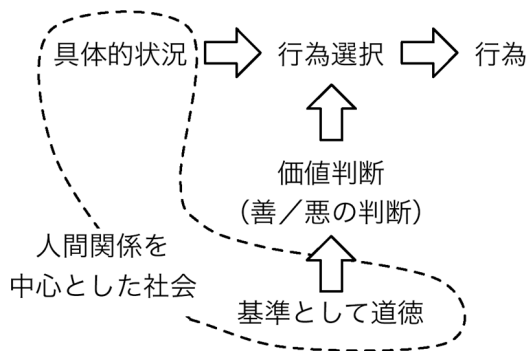 具体的状況
行為選択
行為
価値判断
（善／悪の判断）
人間関係を
中心とした社会
基準として道徳